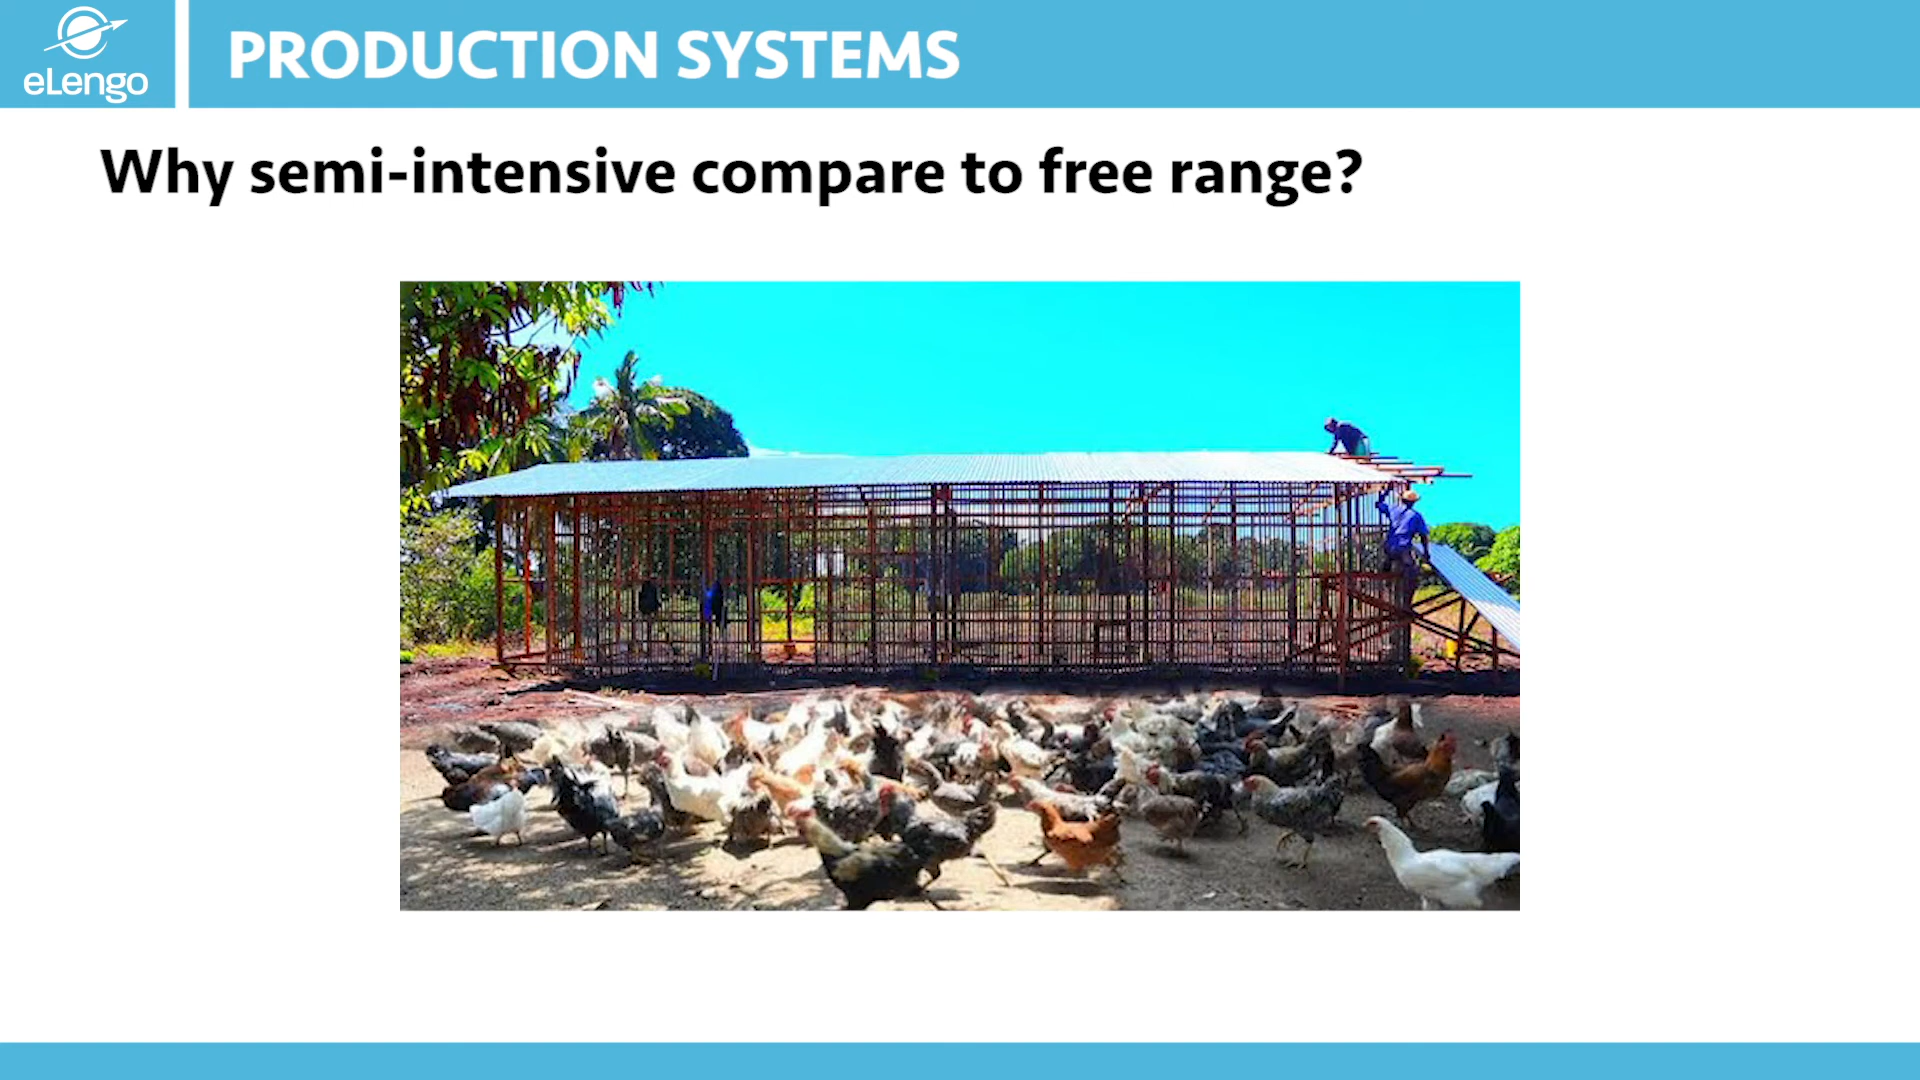 eLengo
PRODUCTION SYSTEMS
Why semi-intensive compare to free range?